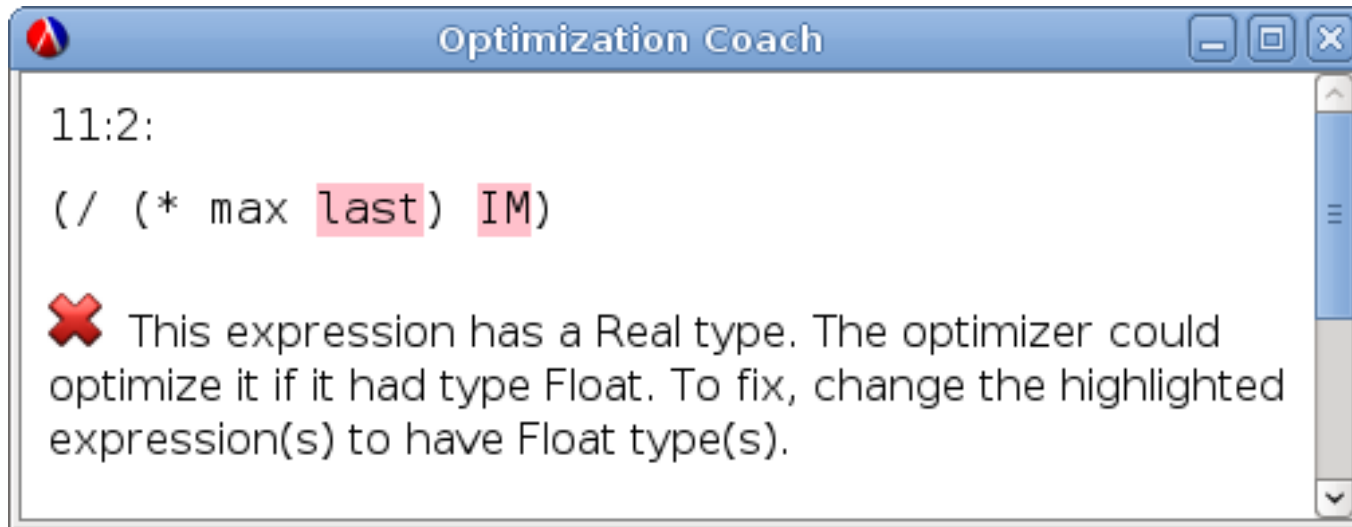 Optimization Coach
11:2:
(/ (* max last) IM)
This expression has a Real type. The optimizer could
optimize it if it had type Float. To fix, change the highlighted
expression(s) to have Float type(s).